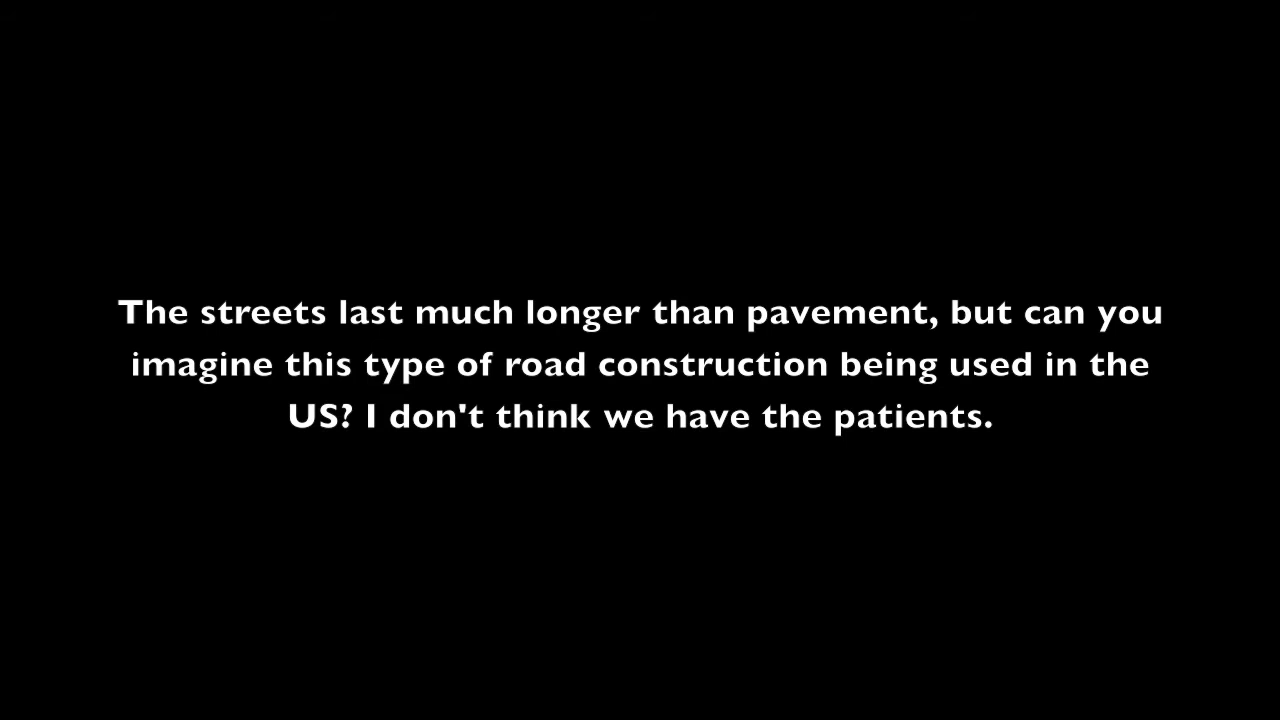 The streets last much longer than pavement, but can you
imagine this type of road construction being used in the
US? I don't think we have the patients.